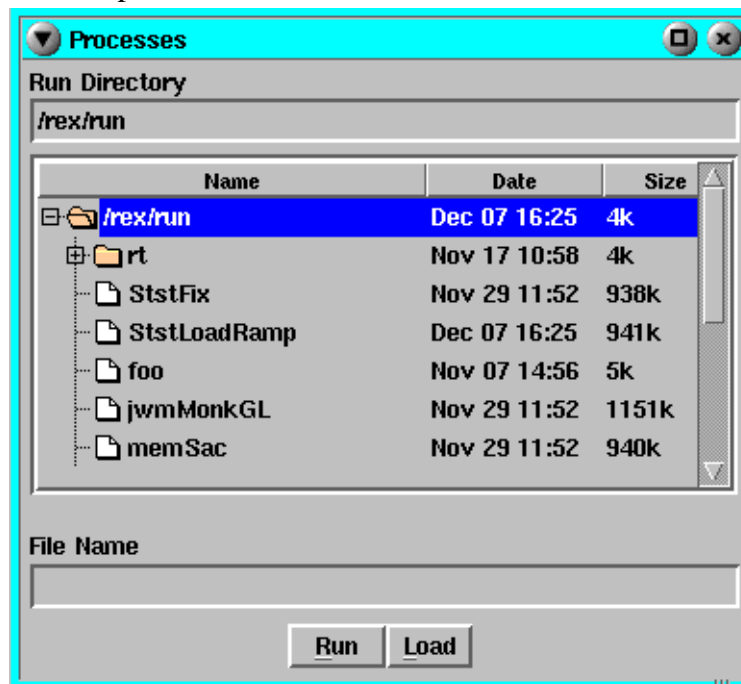 Processes
Run Directory
/rex/run
Name Date Size
/rex/run Dec 07 16:25 4k
rt Nov 17 10:58 4k
StstFix Nov 29 11:52 938k
StstLoadRamp Dec 07 16:25 941k
foo Nov 07 14:56 5k
jwmMonkGL Nov 29 11:52 1151k
memSac Nov 29 11:52 940k
File Name
Run Load